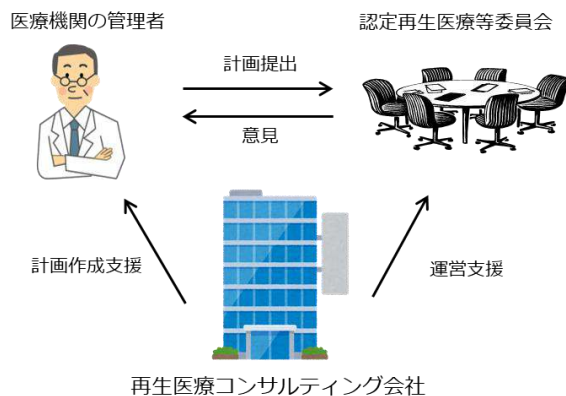 医療機関の管理者
認定再生医療等委員会
計画提出
意見
計画作成支援
運営支援
再生医療コンサルティング会社